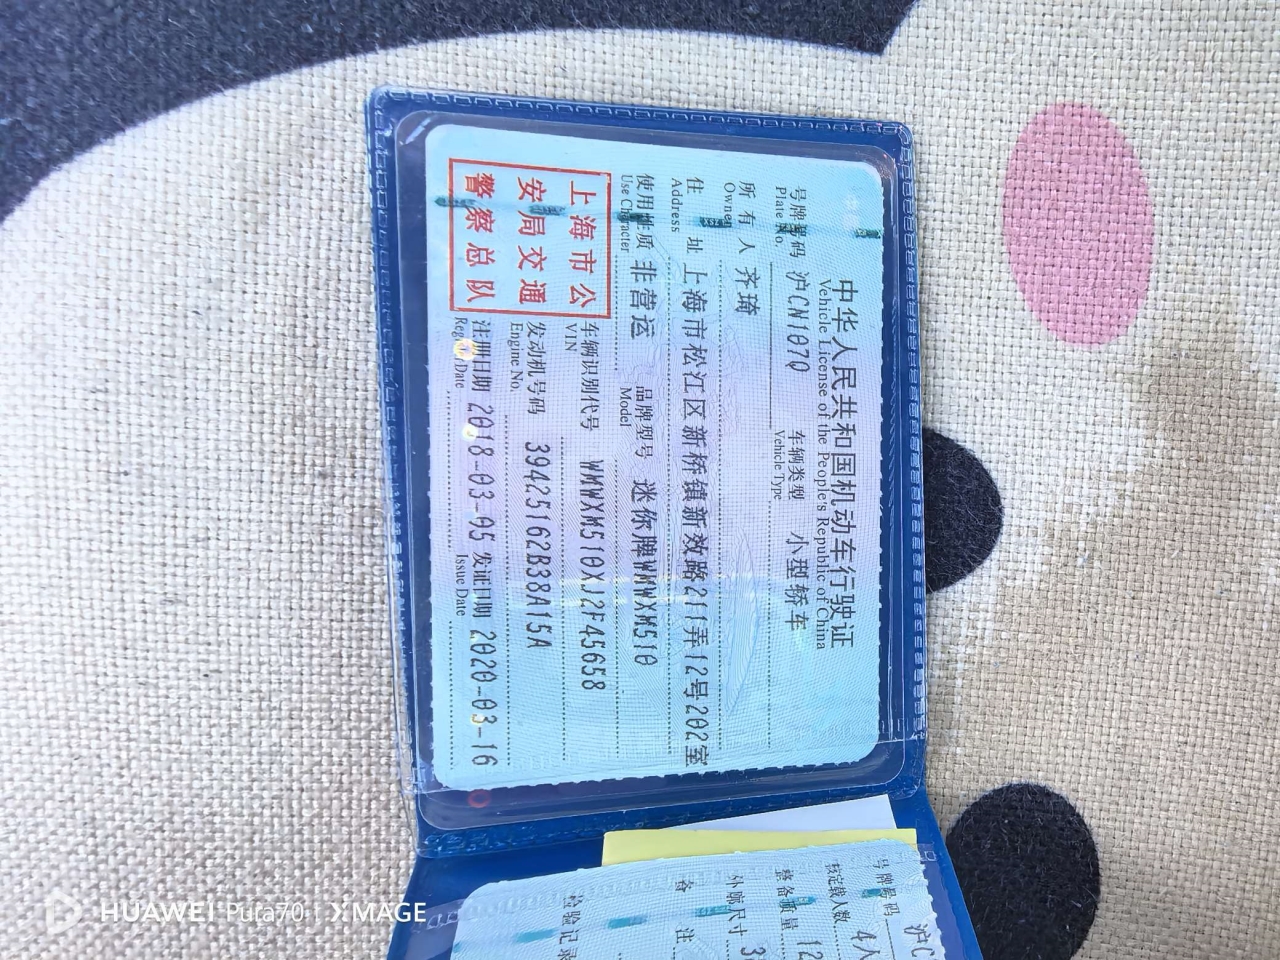 中华人民共和国机动车行驶证
Vehicle License of the People's Republic of China
号牌号码 沪CN107Q 车辆类型 小型轿车
Plate No. Vehicle Type
所有人 齐琦
Owner
住址 上海市松江区新桥镇新效路211弄12号202室
Address
使用性质 非营运 品牌型号 迷你牌WMWXM510
Use Character Model
上海市公
安局交通
警察总队
车辆识别代号 WMWXM510XJ2F45658
VIN
发动机号码 39425162B38A15A
Engine No.
注册日期 2018-03-05 发证日期 2020-03-16
Register Date Issue Date
号牌号码 沪C
核定载人数 4人
整备质量 12
外廓尺寸 3
备注
检验记录
HUAWEI Pura70 | XMAGE